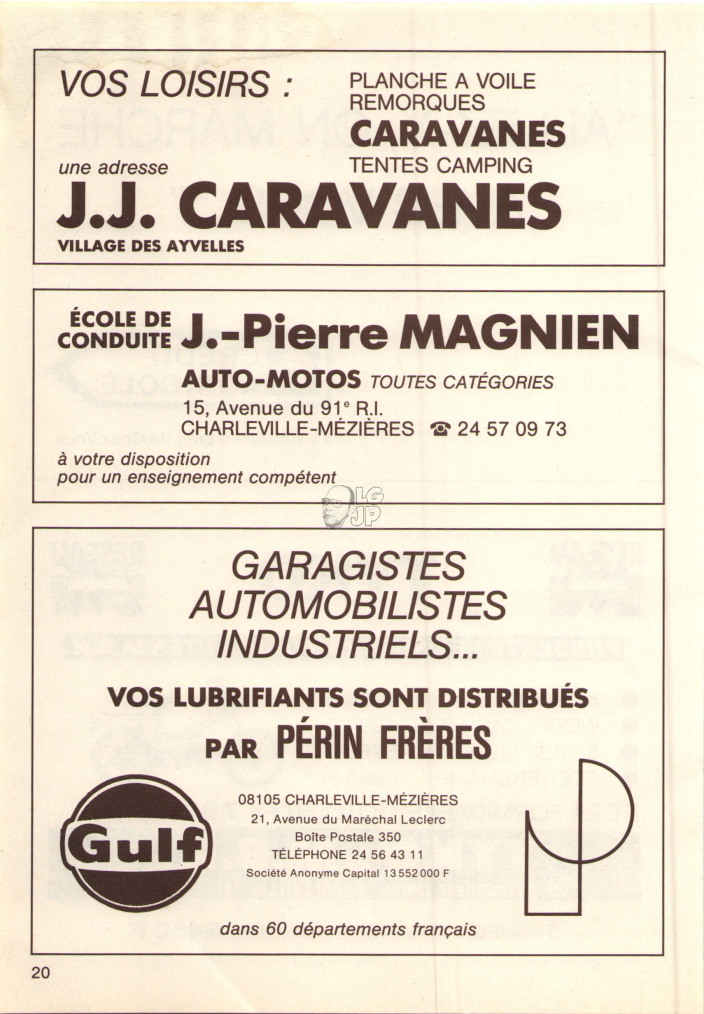 VOS LOISIRS :
PLANCHE A VOILE
REMORQUES
CARAVANES
TENTES CAMPING
une adresse
J.J. CARAVANES
VILLAGE DES AYVELLES
ÉCOLE DE
CONDUITE
J.-Pierre MAGNIEN
AUTO-MOTOS TOUTES CATÉGORIES
15, Avenue du 91e R.I.
CHARLEVILLE-MÉZIÈRES ☎ 24 57 09 73
à votre disposition
pour un enseignement compétent
LG
JP
GARAGISTES
AUTOMOBILISTES
INDUSTRIELS...
VOS LUBRIFIANTS SONT DISTRIBUÉS
PAR PÉRIN FRÈRES
08105 CHARLEVILLE-MÉZIÈRES
21, Avenue du Maréchal Leclerc
Boîte Postale 350
TÉLÉPHONE 24 56 43 11
Société Anonyme Capital 13 552 000 F
Gulf
dans 60 départements français
20